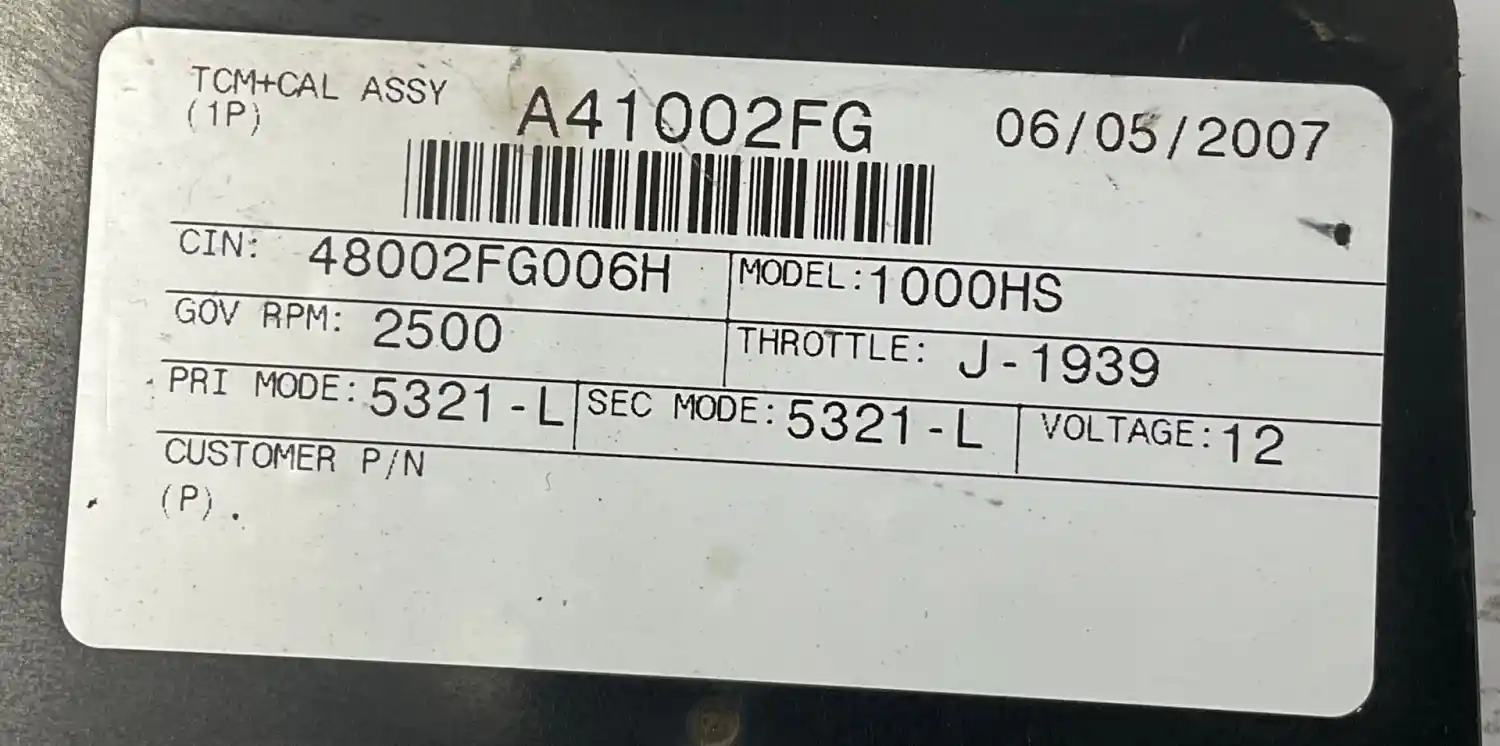 TCM+CAL ASSY A41002FG 06/05/2007
(1P)
CIN: 48002FG006H MODEL: 1000HS
GOV RPM: 2500 THROTTLE: J-1939
PRI MODE: 5321-L SEC MODE: 5321-L VOLTAGE: 12
CUSTOMER P/N
(P).